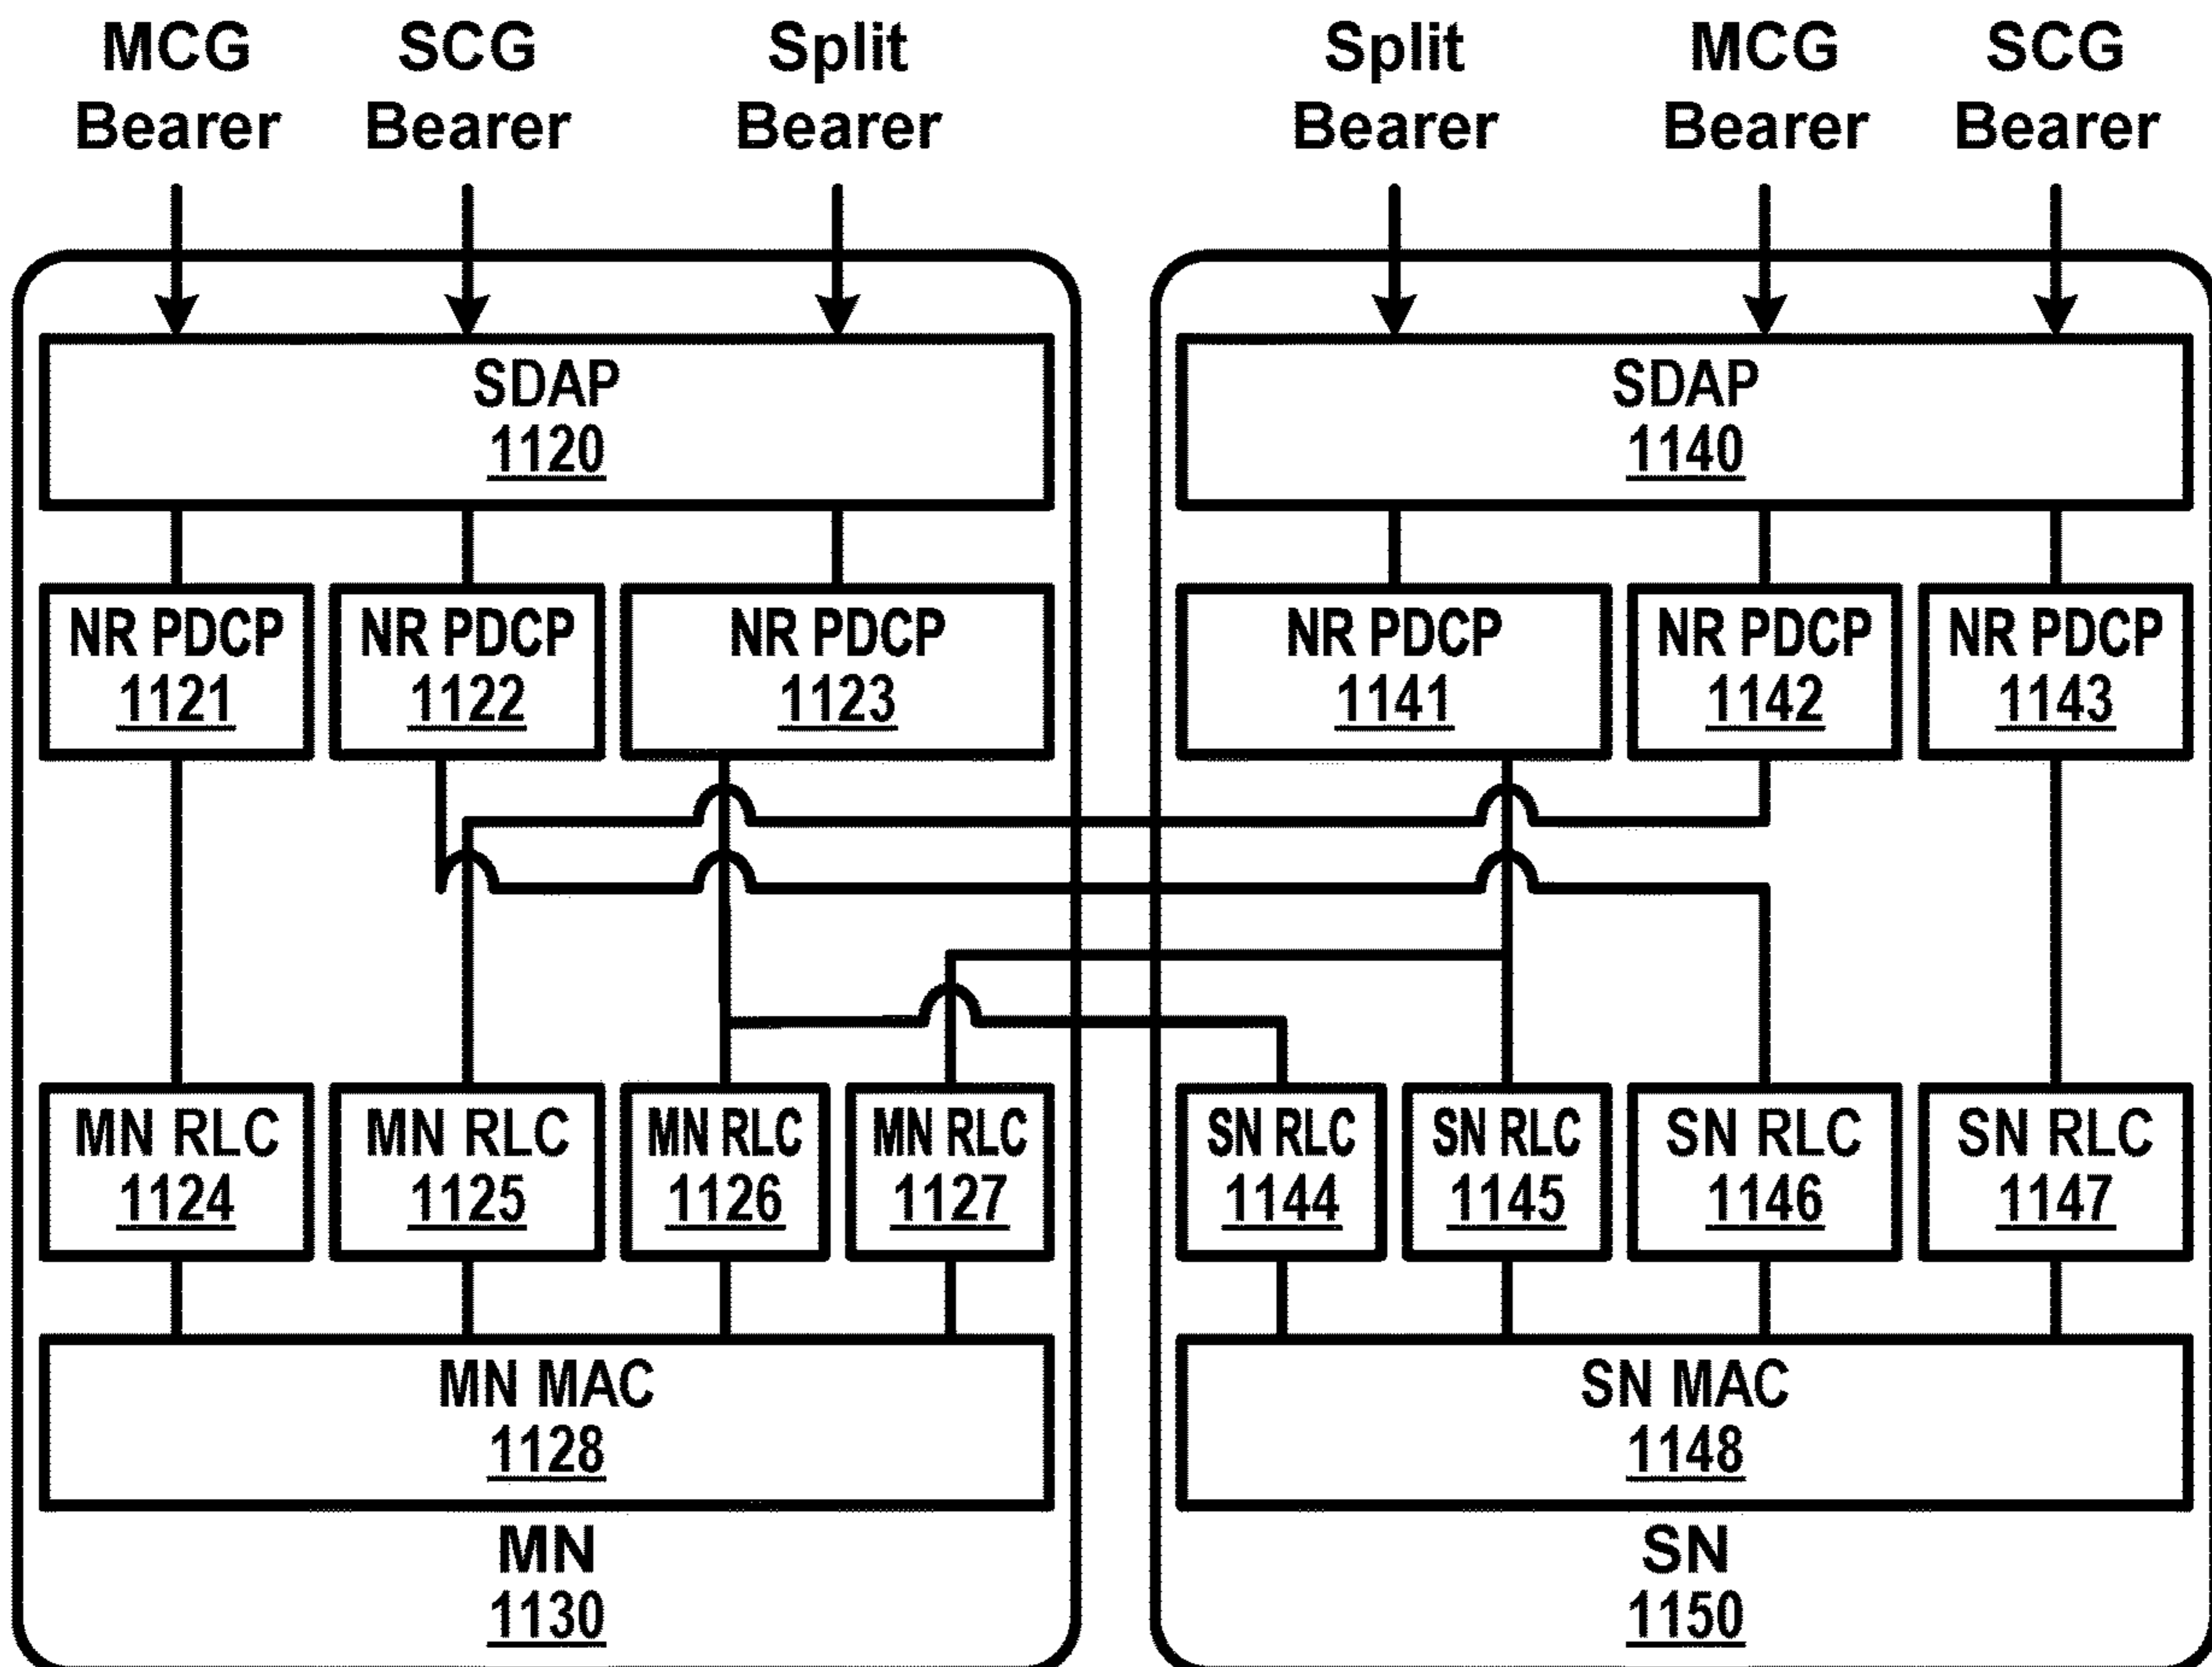 MCG
Bearer
SCG
Bearer
Split
Bearer
Split
Bearer
MCG
Bearer
SCG
Bearer
SDAP
1120
SDAP
1140
NR PDCP
1121
NR PDCP
1122
NR PDCP
1123
NR PDCP
1141
NR PDCP
1142
NR PDCP
1143
MN RLC
1124
MN RLC
1125
MN RLC
1126
MN RLC
1127
SN RLC
1144
SN RLC
1145
SN RLC
1146
SN RLC
1147
MN MAC
1128
SN MAC
1148
MN
1130
SN
1150